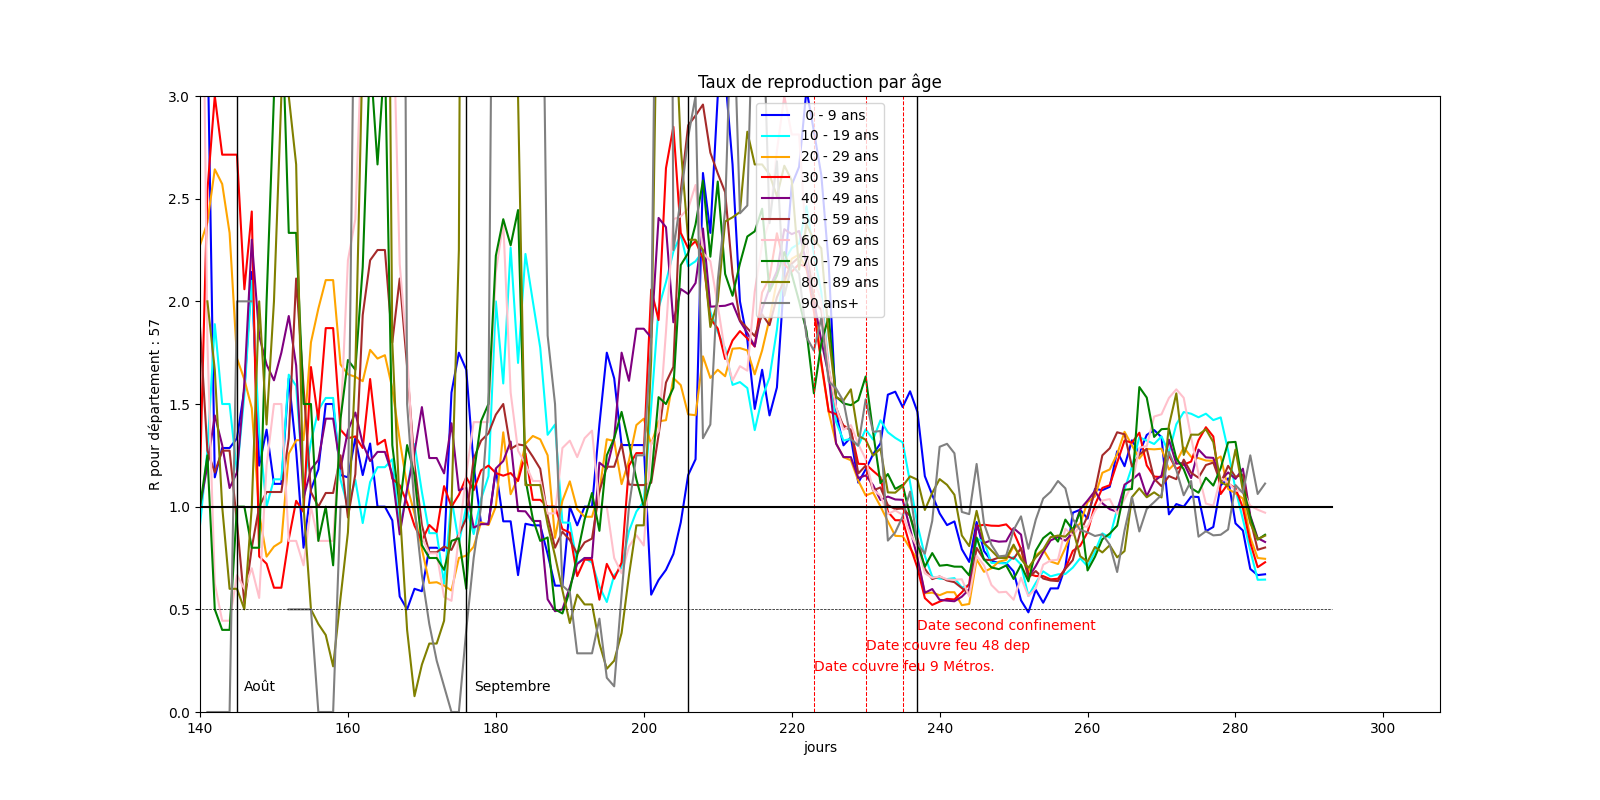 Taux de reproduction par âge
R pour département : 57
3.0
2.5
2.0
1.5
1.0
0.5
0.0
0 - 9 ans
10 - 19 ans
20 - 29 ans
30 - 39 ans
40 - 49 ans
50 - 59 ans
60 - 69 ans
70 - 79 ans
80 - 89 ans
90 ans+
Date second confinement
Date couvre feu 48 dep
Date couvre feu 9 Métros.
Août
Septembre
140 160 180 200 220 240 260 280 300
jours